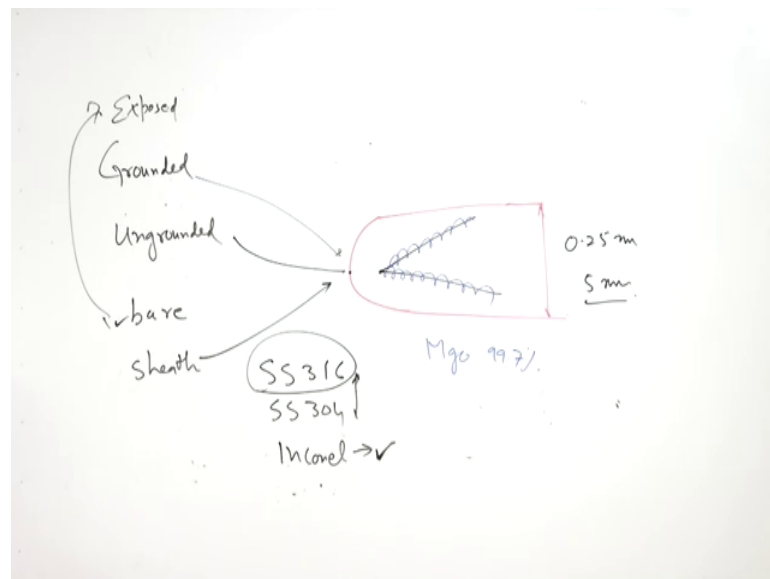 Exposed
Grounded
Ungrounded
bare
Sheath
SS316
SS304
Inconel → ✓
0.25 mm
5 mm
Mgo 99%